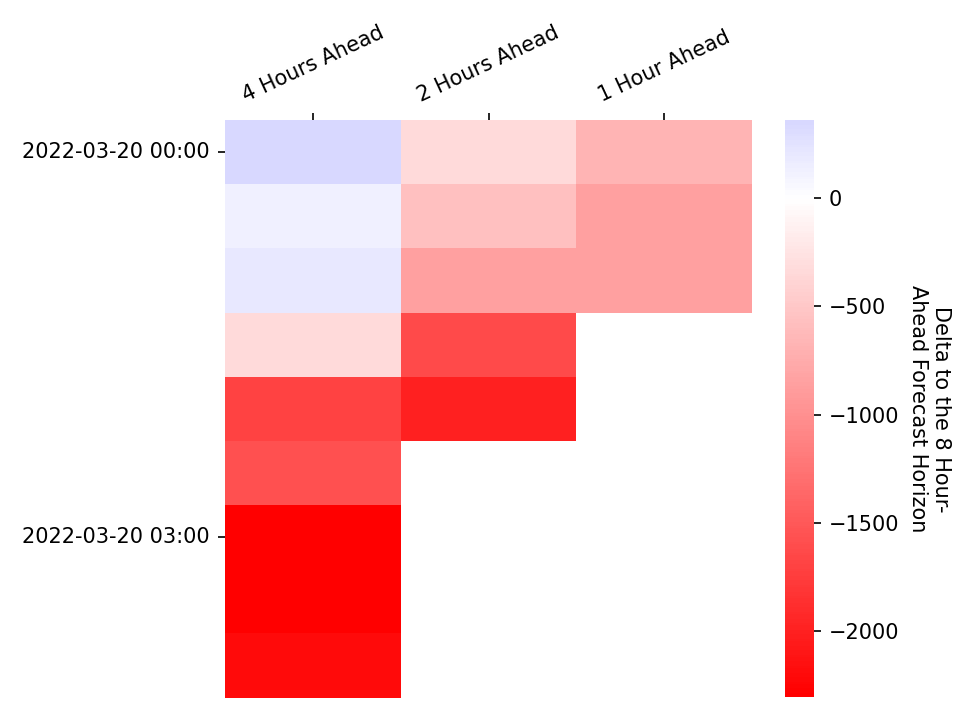 4 Hours Ahead
2 Hours Ahead
1 Hour Ahead
2022-03-20 00:00
2022-03-20 03:00
0
−500
−1000
−1500
−2000
Delta to the 8 Hour-
Ahead Forecast Horizon